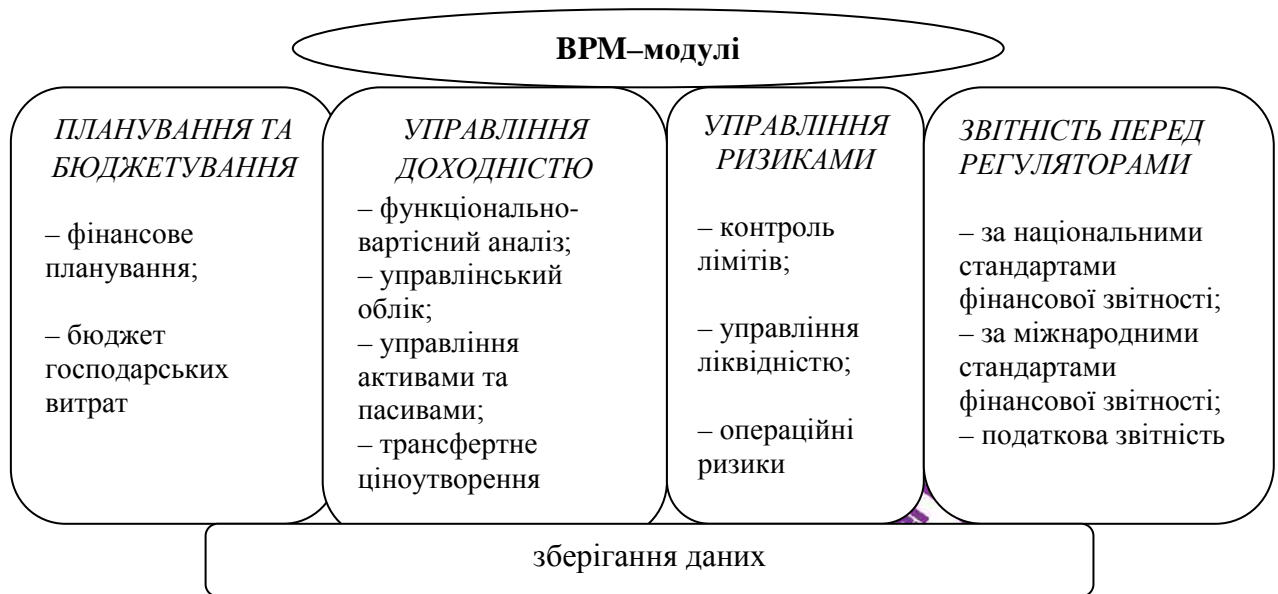 ВРМ–модулі
ПЛАНУВАННЯ ТА
БЮДЖЕТУВАННЯ
– фінансове
планування;
– бюджет
господарських
витрат
УПРАВЛІННЯ
ДОХОДНІСТЮ
– функціонально-
вартісний аналіз;
– управлінський
облік;
– управління
активами та
пасивами;
– трансфертне
ціноутворення
УПРАВЛІННЯ
РИЗИКАМИ
– контроль
лімітів;
– управління
ліквідністю;
– операційні
ризики
ЗВІТНІСТЬ ПЕРЕД
РЕГУЛЯТОРАМИ
– за національними
стандартами
фінансової звітності;
– за міжнародними
стандартами
фінансової звітності;
– податкова звітність
зберігання даних